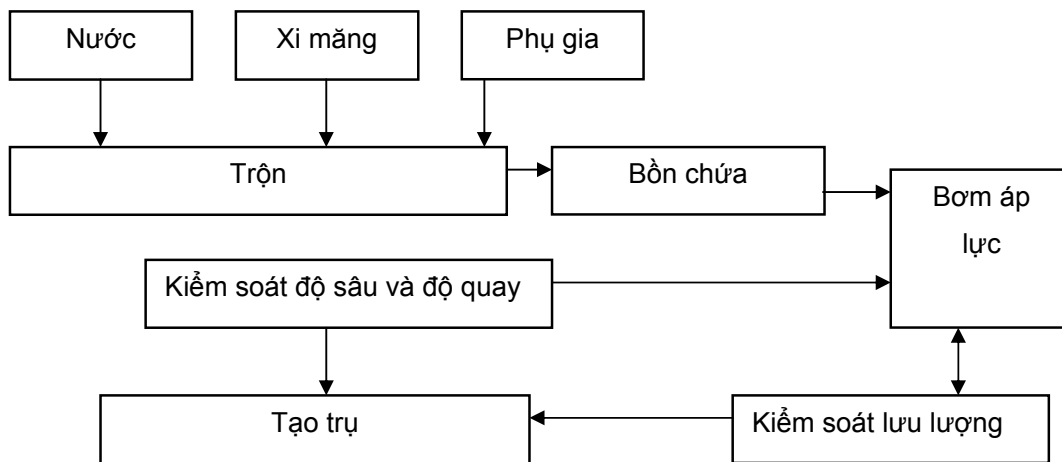 Nước
Xi măng
Phụ gia
Trộn
Bồn chứa
Bơm áp
lực
Kiểm soát độ sâu và độ quay
Tạo trụ
Kiểm soát lưu lượng